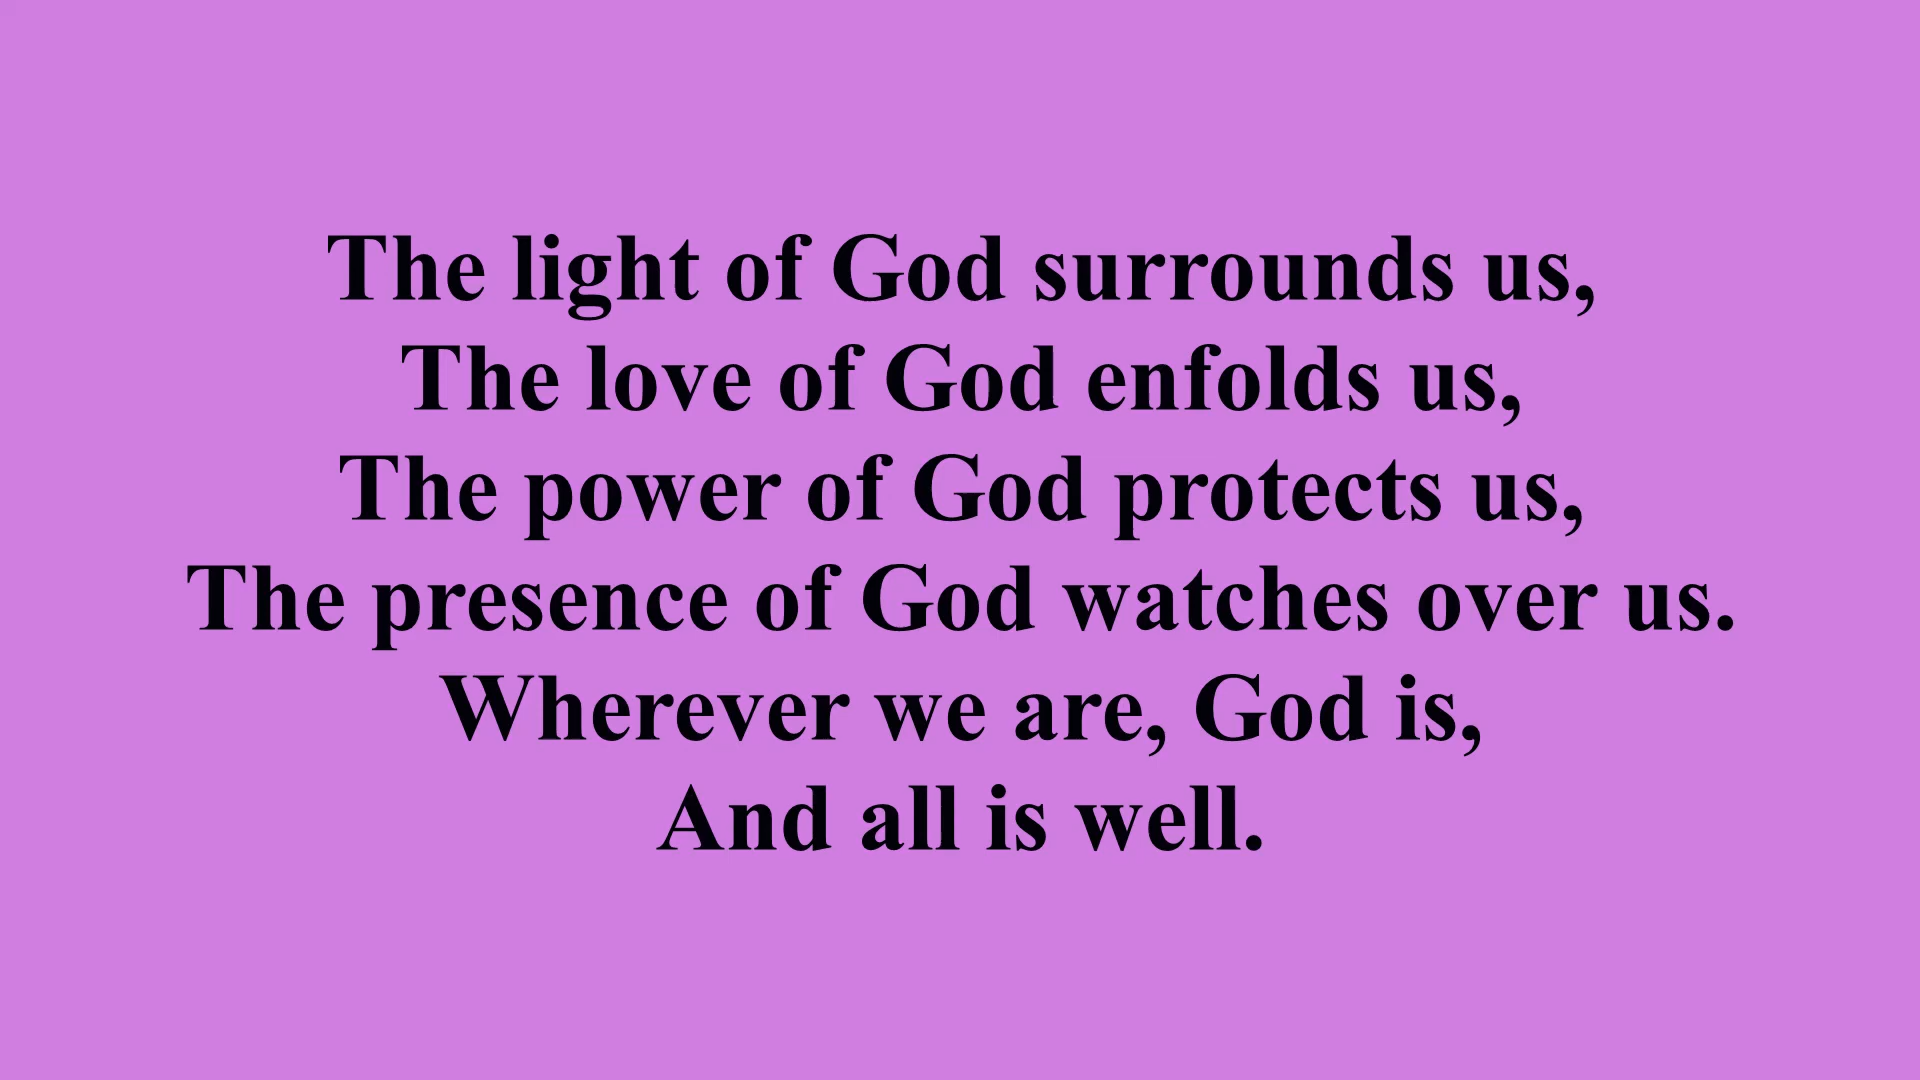 The light of God surrounds us,
The love of God enfolds us,
The power of God protects us,
The presence of God watches over us.
Wherever we are, God is,
And all is well.